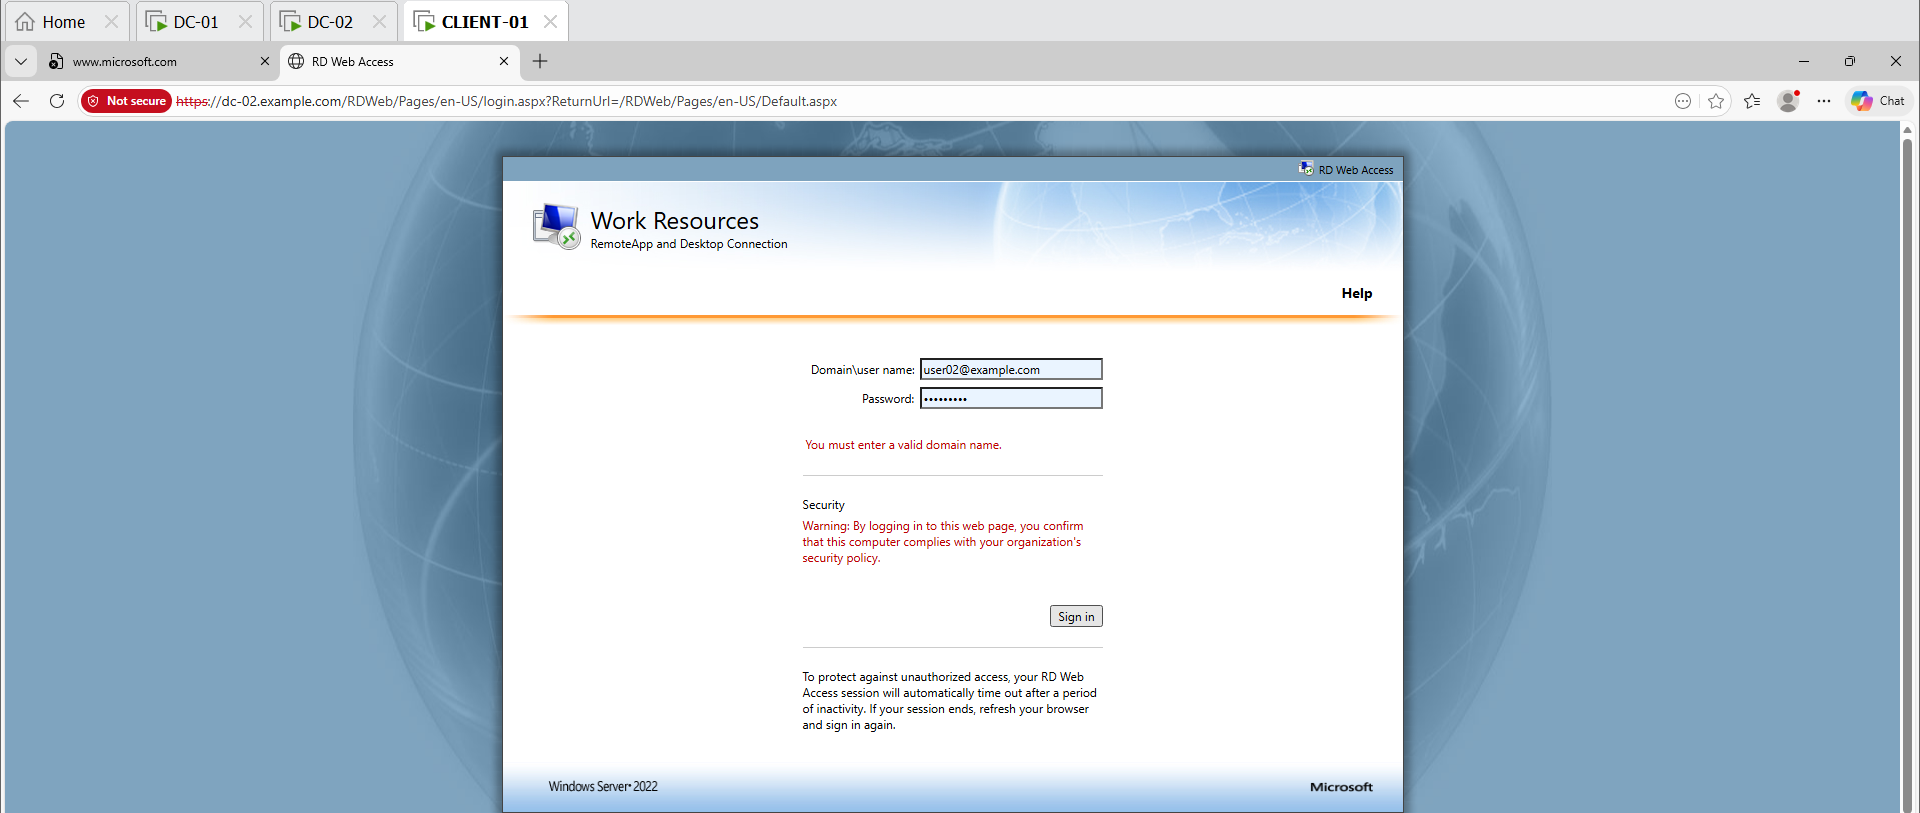 Home
DC-01
DC-02
CLIENT-01
www.microsoft.com
RD Web Access
Not secure
https://dc-02.example.com/RDWeb/Pages/en-US/login.aspx?ReturnUrl=/RDWeb/Pages/en-US/Default.aspx
Chat
RD Web Access
Work Resources
RemoteApp and Desktop Connection
Help
Domain\user name: user02@example.com
Password: •••••••••
You must enter a valid domain name.
Security
Warning: By logging in to this web page, you confirm
that this computer complies with your organization's
security policy.
Sign in
To protect against unauthorized access, your RD Web
Access session will automatically time out after a period
of inactivity. If your session ends, refresh your browser
and sign in again.
Windows Server 2022
Microsoft